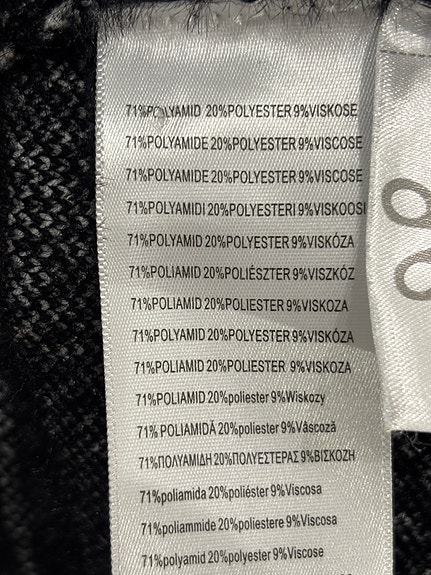 71%POLYAMID 20%POLYESTER 9%VISKOSE
71%POLYAMIDE 20%POLYESTER 9%VISCOSE
71%POLYAMIDE 20%POLYESTER 9%VISCOSE
71%POLYAMIDI 20%POLYESTERI 9%VISKOOSI
71%POLYAMID 20%POLYESTER 9%VISKÓZA
71%POLIAMID 20%POLIÉSZTER 9%VISZKÓZ
71%POLIAMID 20%POLIESTER 9%VISKOZA
71%POLYAMID 20%POLYESTER 9%VISKÓZA
71%POLIAMID 20%POLIESTER 9%VISKOZA
71%POLIAMID 20%poliester 9%Wiskozy
71% POLIAMIDĂ 20%poliester 9%Vâscoză
71%ΠΟΛΥΑΜΙΔΗ 20%ΠΟΛΥΕΣΤΕΡΑΣ 9%ΒΙΣΚΟΖΗ
71%poliamida 20%poliéster 9%Viscosa
71%poliammide 20%poliestere 9%Viscosa
71%polyamid 20%polyester 9%Viscose